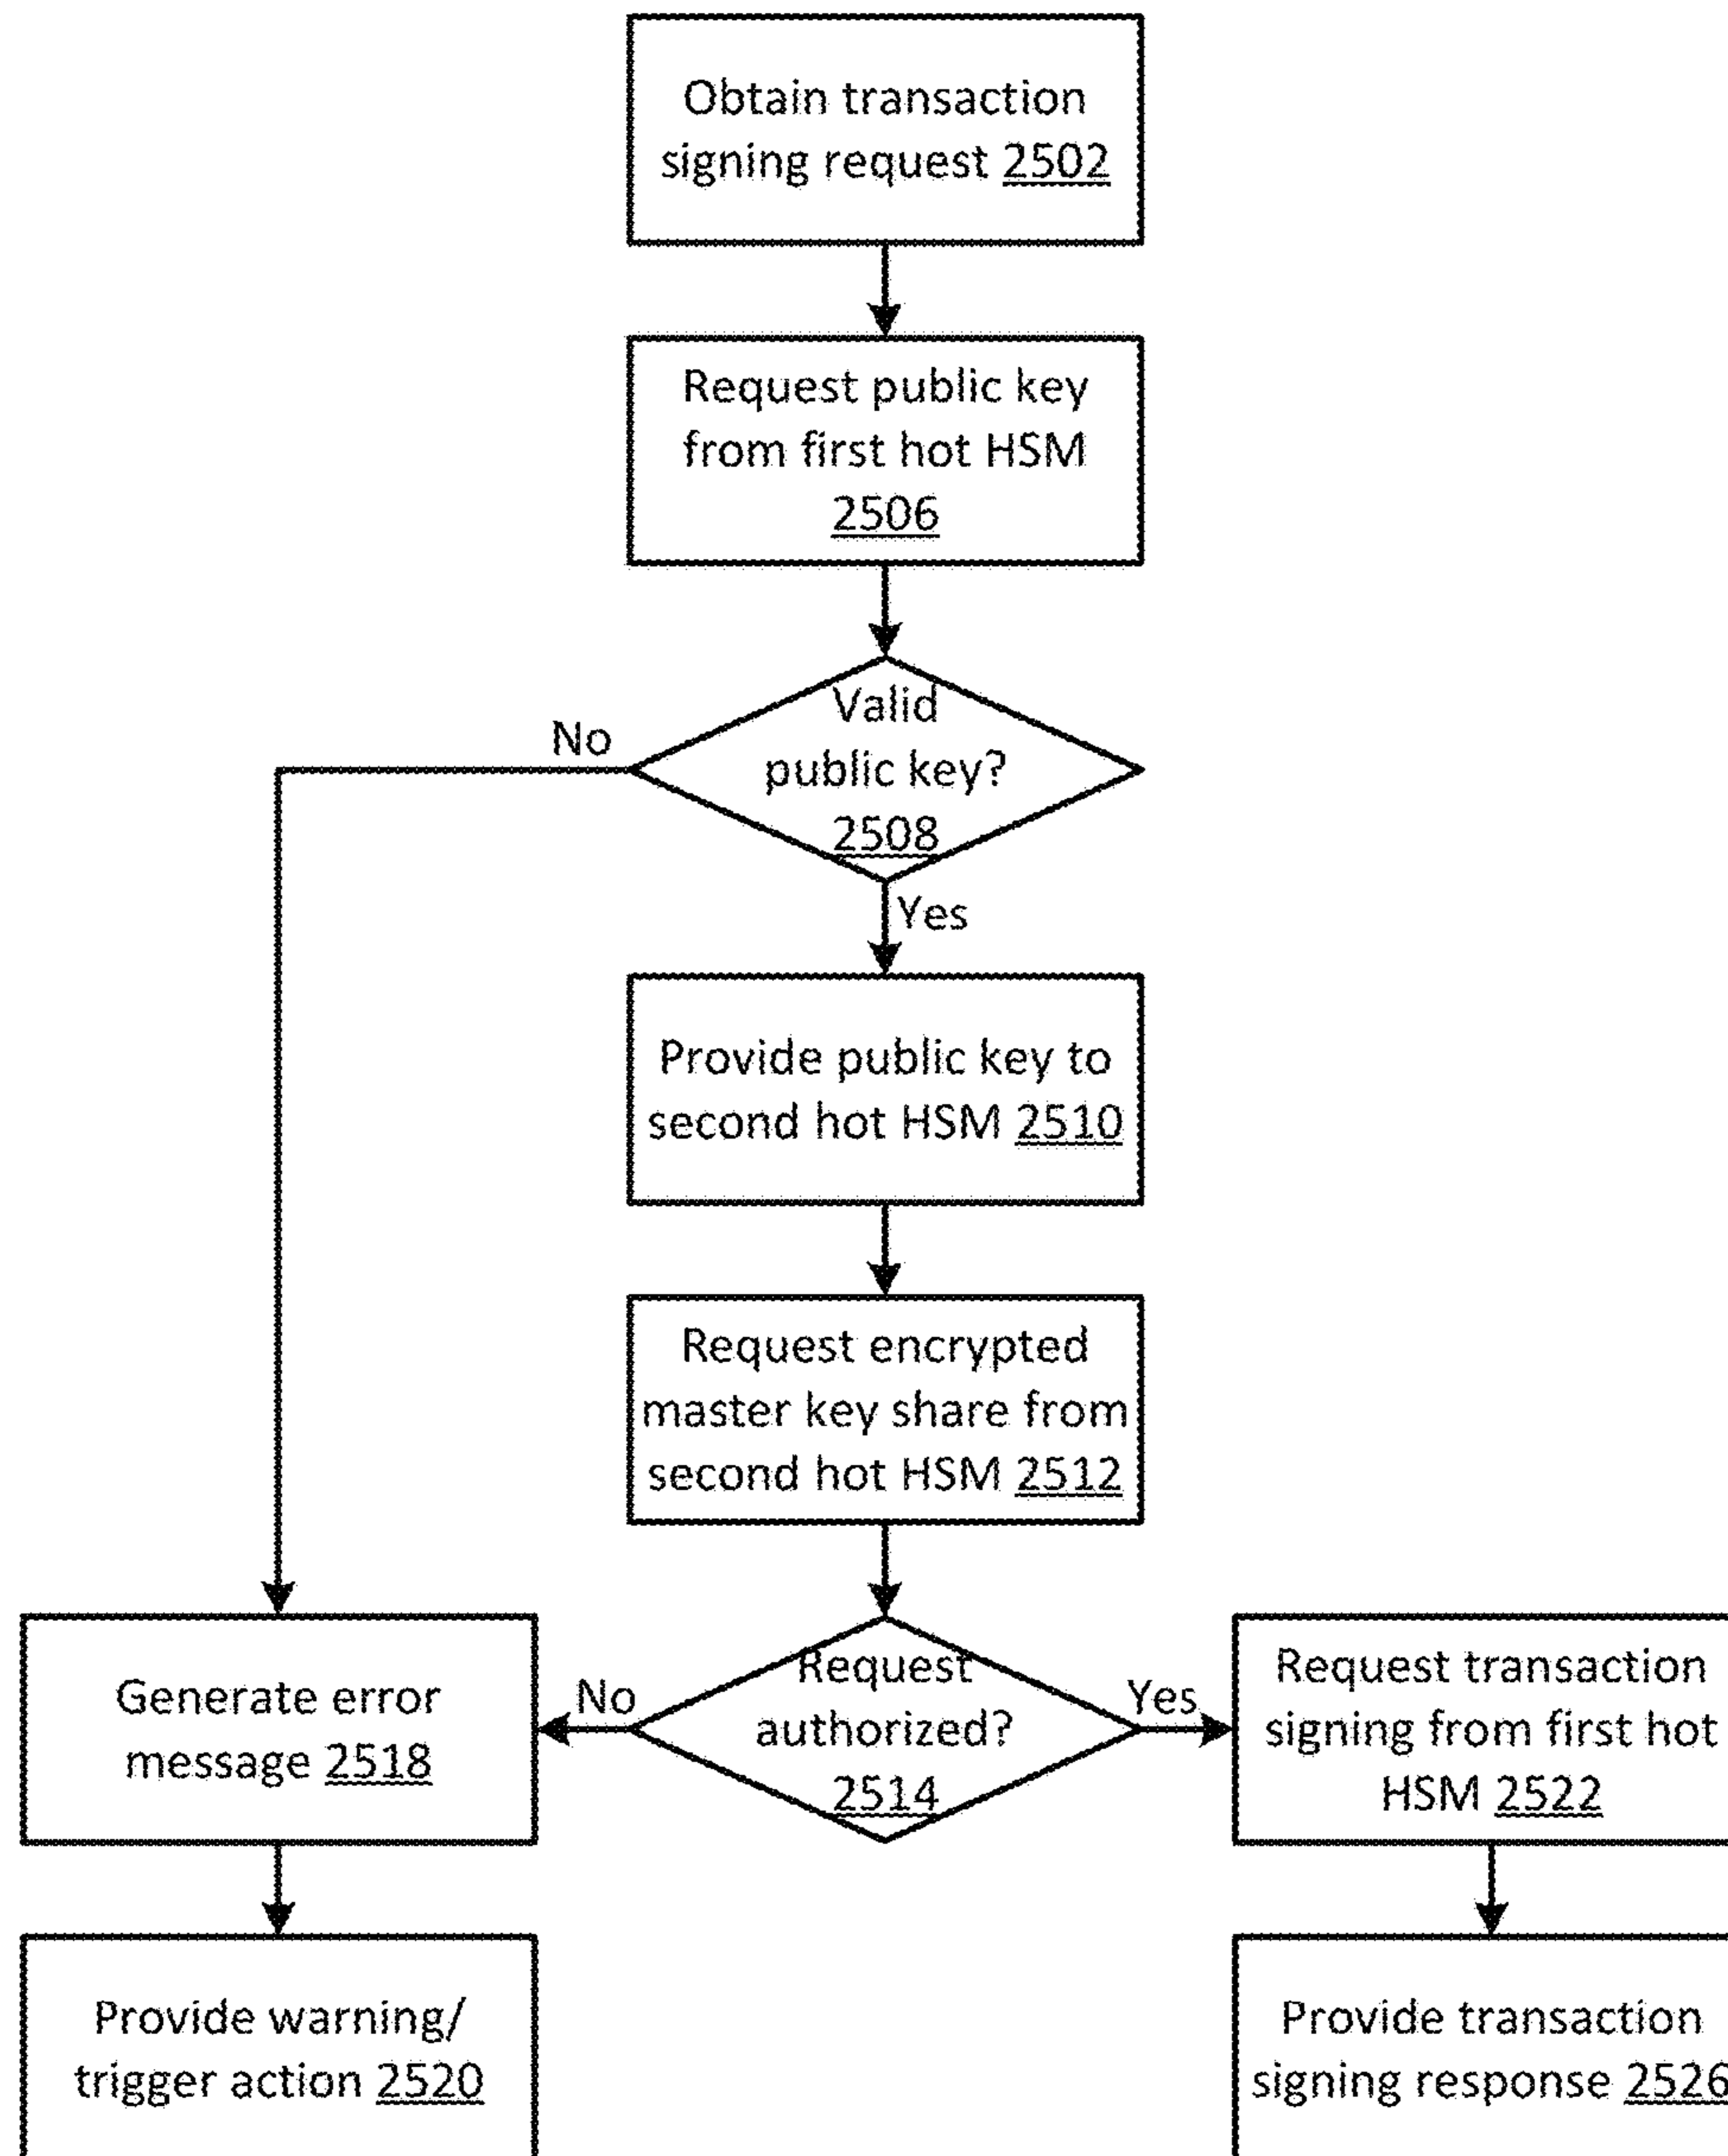 Obtain transaction
signing request 2502
Request public key
from first hot HSM
2506
Valid
public key?
2508
No
Yes
Provide public key to
second hot HSM 2510
Request encrypted
master key share from
second hot HSM 2512
Generate error
message 2518
No
Request
authorized?
2514
Yes
Request transaction
signing from first hot
HSM 2522
Provide warning/
trigger action 2520
Provide transaction
signing response 2526